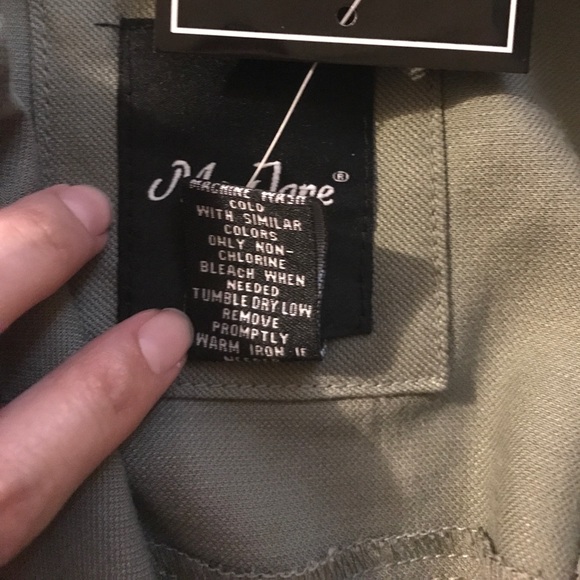 MACHINE WASH
COLD
WITH SIMILAR
COLORS
ONLY NON-
CHLORINE
BLEACH WHEN
NEEDED
TUMBLE DRY LOW
REMOVE
PROMPTLY
WARM IRON IF
NEEDED